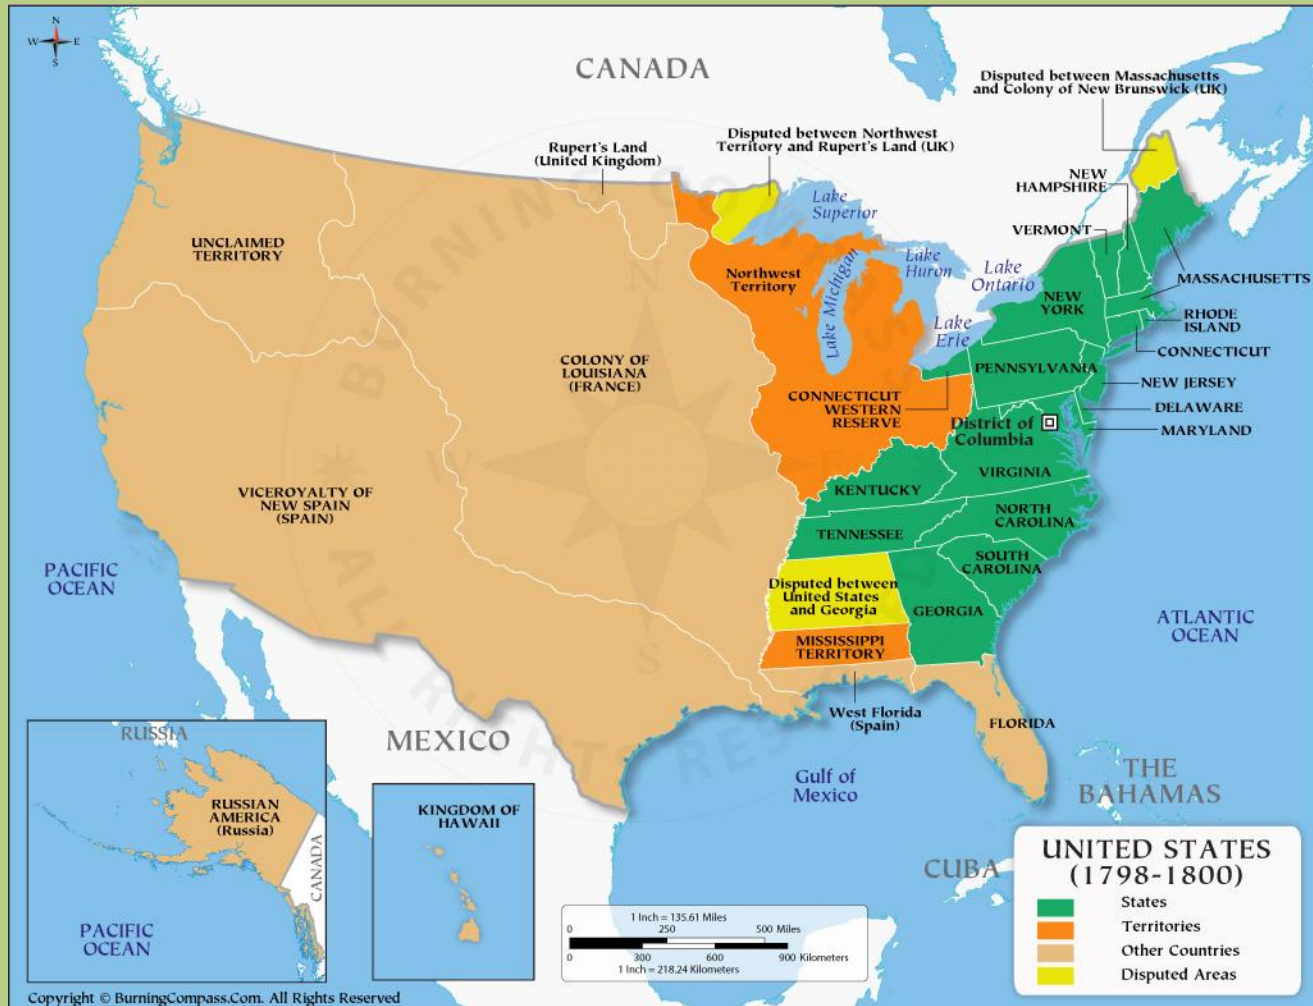 N
W
E
S
CANADA
Disputed between Massachusetts
and Colony of New Brunswick (UK)
Rupert's Land
(United Kingdom)
Disputed between Northwest
Territory and Rupert's Land (UK)
NEW
HAMPSHIRE
VERMONT
Lake
Superior
UNCLAIMED
TERRITORY
Northwest
Territory
Lake Michigan
Lake
Huron
Lake
Ontario
MASSACHUSETTS
NEW
YORK
RHODE
ISLAND
Lake
Erie
CONNECTICUT
COLONY OF
LOUISIANA
(FRANCE)
PENNSYLVANIA
NEW JERSEY
CONNECTICUT
WESTERN
RESERVE
DELAWARE
District of
Columbia
MARYLAND
VIRGINIA
VICEROYALTY OF
NEW SPAIN
(SPAIN)
KENTUCKY
NORTH
CAROLINA
TENNESSEE
SOUTH
CAROLINA
PACIFIC
OCEAN
Disputed between
United States
and Georgia
GEORGIA
ATLANTIC
OCEAN
MISSISSIPPI
TERRITORY
West Florida
(Spain)
FLORIDA
MEXICO
Gulf of
Mexico
THE
BAHAMAS
CUBA
RUSSIA
RUSSIAN
AMERICA
(Russia)
CANADA
PACIFIC
OCEAN
KINGDOM OF
HAWAII
1 Inch = 135.61 Miles
0 250 500 Miles
0 300 600 900 Kilometers
1 Inch = 218.24 Kilometers
UNITED STATES
(1798-1800)
States
Territories
Other Countries
Disputed Areas
Copyright © BurningCompass.Com. All Rights Reserved